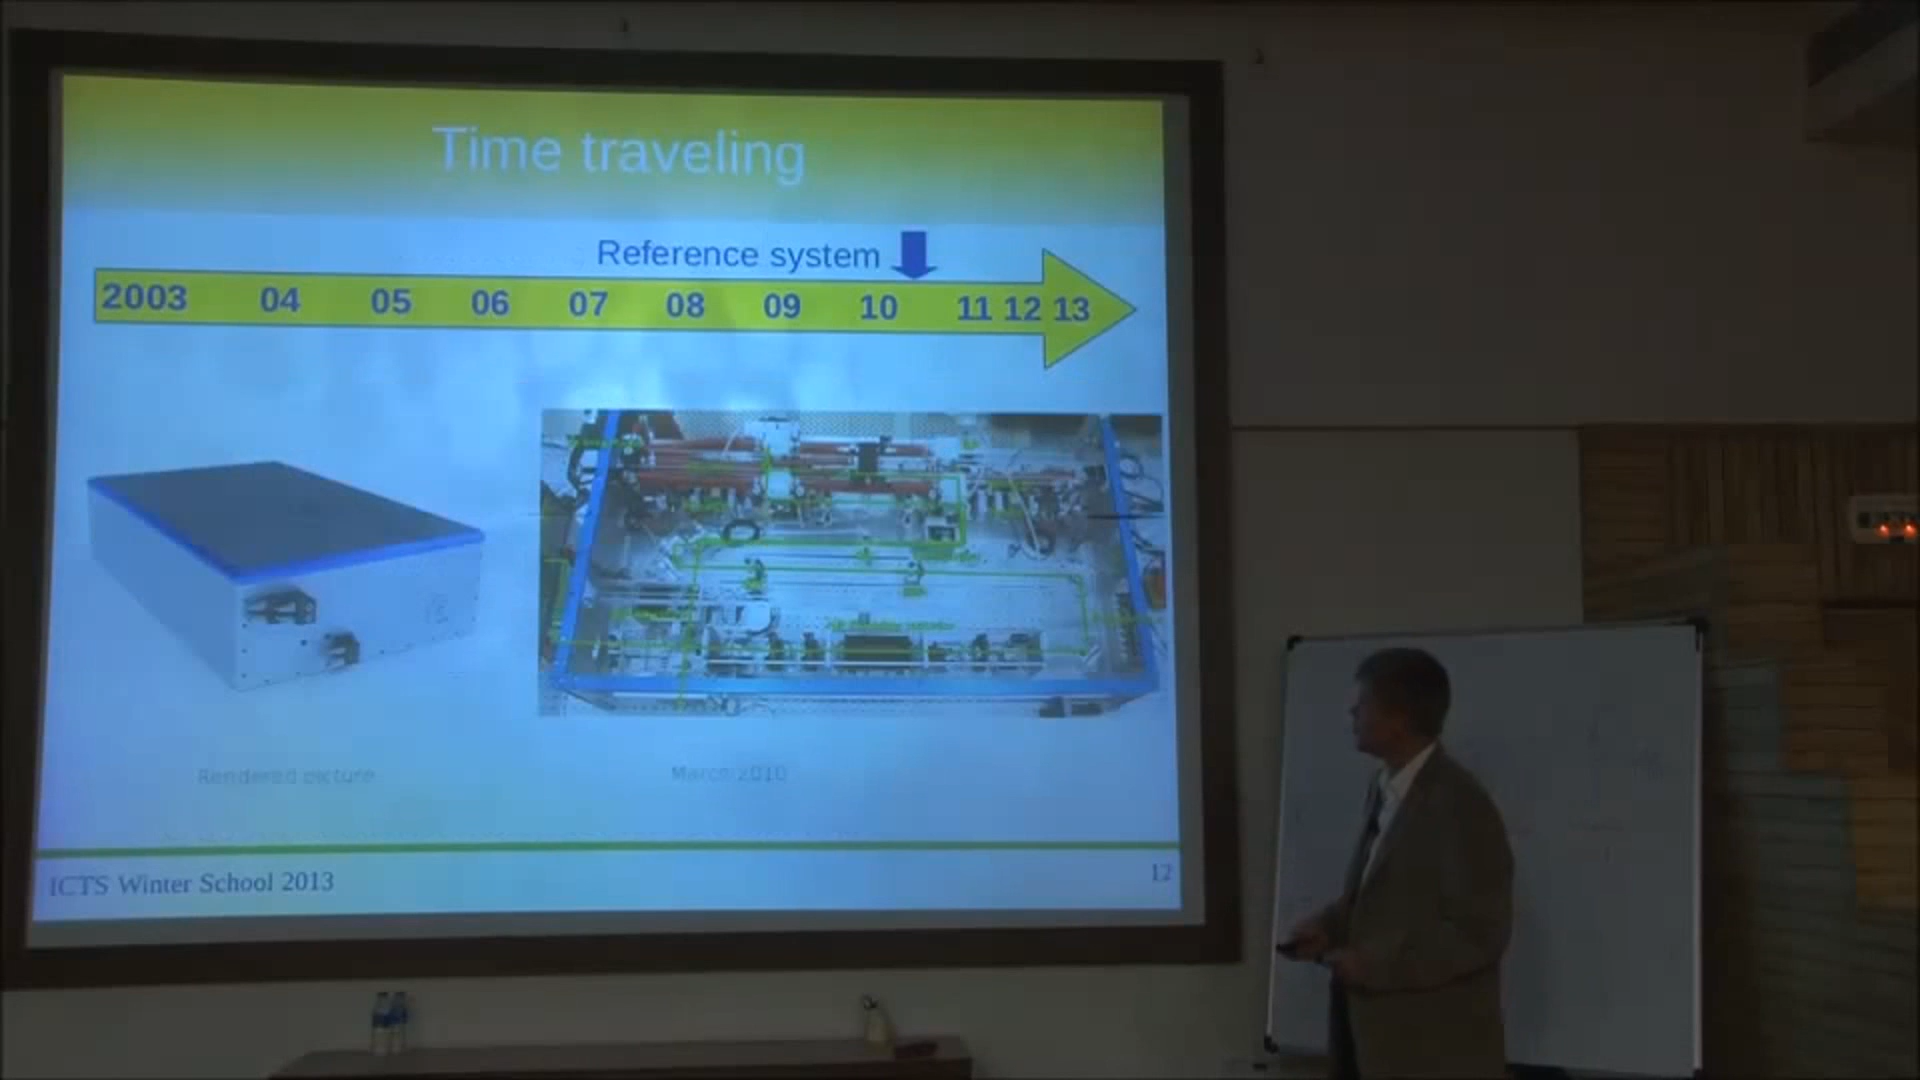 Time traveling
Reference system
2003 04 05 06 07 08 09 10 11 12 13
Rendered picture
March 2010
ICTS Winter School 2013
12